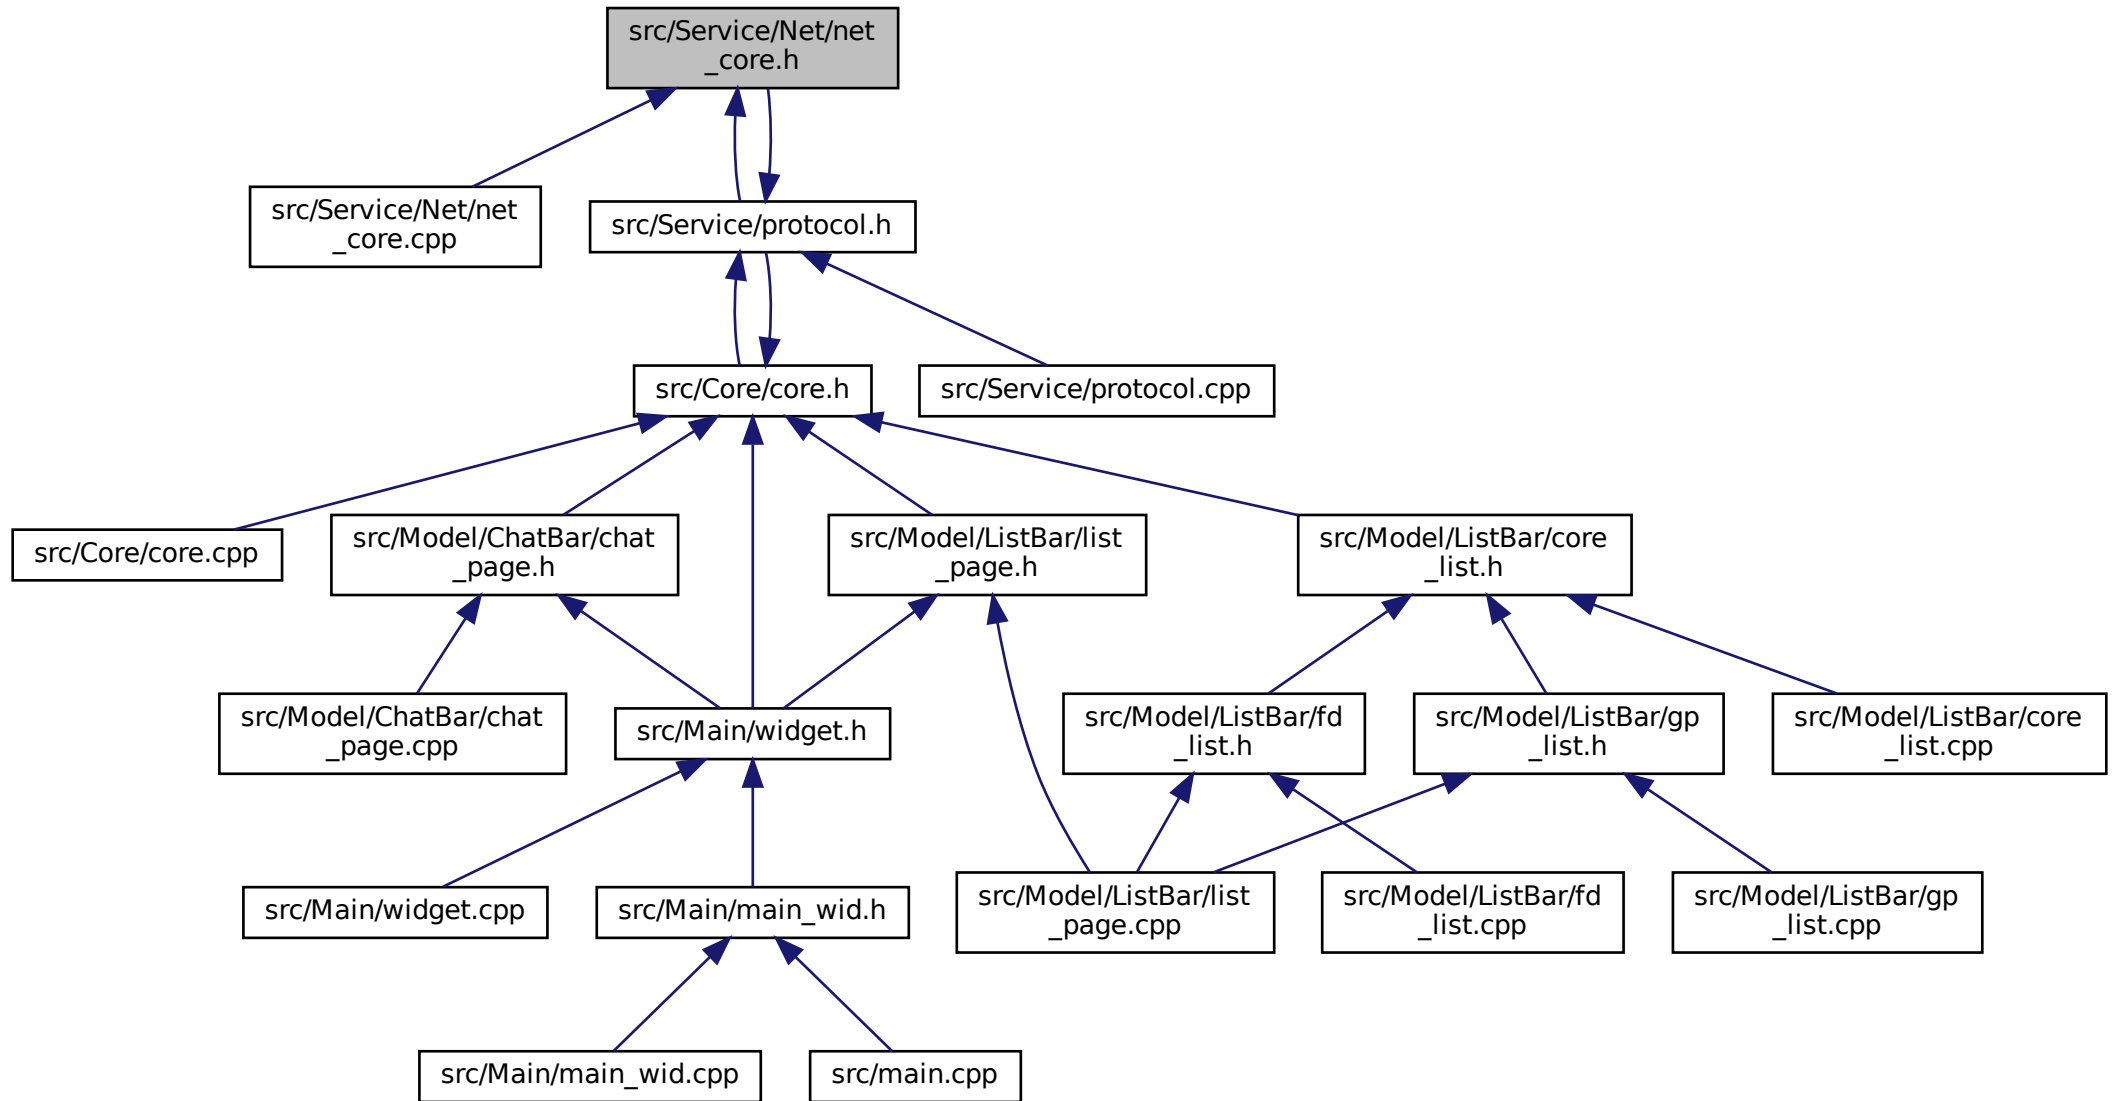 src/Service/Net/net
_core.h
src/Service/Net/net
_core.cpp
src/Service/protocol.h
src/Core/core.h
src/Service/protocol.cpp
src/Core/core.cpp
src/Model/ChatBar/chat
_page.h
src/Model/ListBar/list
_page.h
src/Model/ListBar/core
_list.h
src/Model/ChatBar/chat
_page.cpp
src/Main/widget.h
src/Model/ListBar/fd
_list.h
src/Model/ListBar/gp
_list.h
src/Model/ListBar/core
_list.cpp
src/Main/widget.cpp
src/Main/main_wid.h
src/Model/ListBar/list
_page.cpp
src/Model/ListBar/fd
_list.cpp
src/Model/ListBar/gp
_list.cpp
src/Main/main_wid.cpp
src/main.cpp